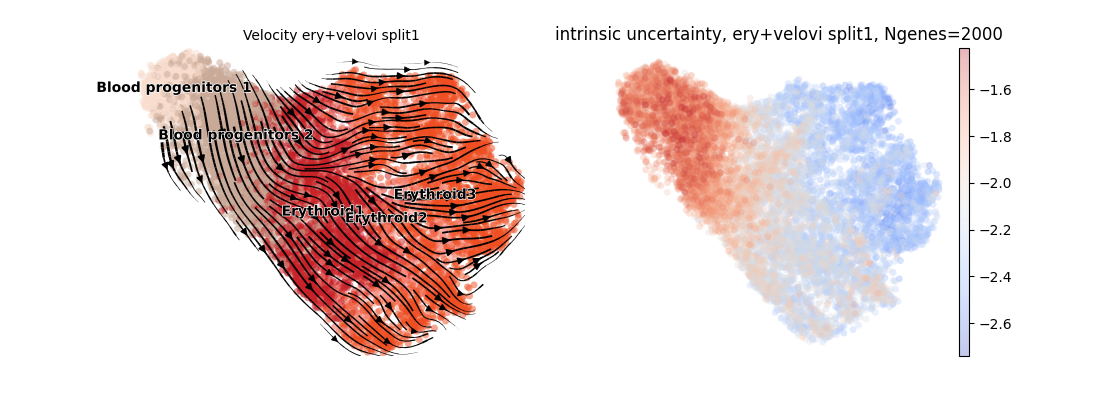 Velocity ery+velovi split1
Blood progenitors 1
Blood progenitors 2
Erythroid3
Erythroid1
Erythroid2
intrinsic uncertainty, ery+velovi split1, Ngenes=2000
−1.6
−1.8
−2.0
−2.2
−2.4
−2.6